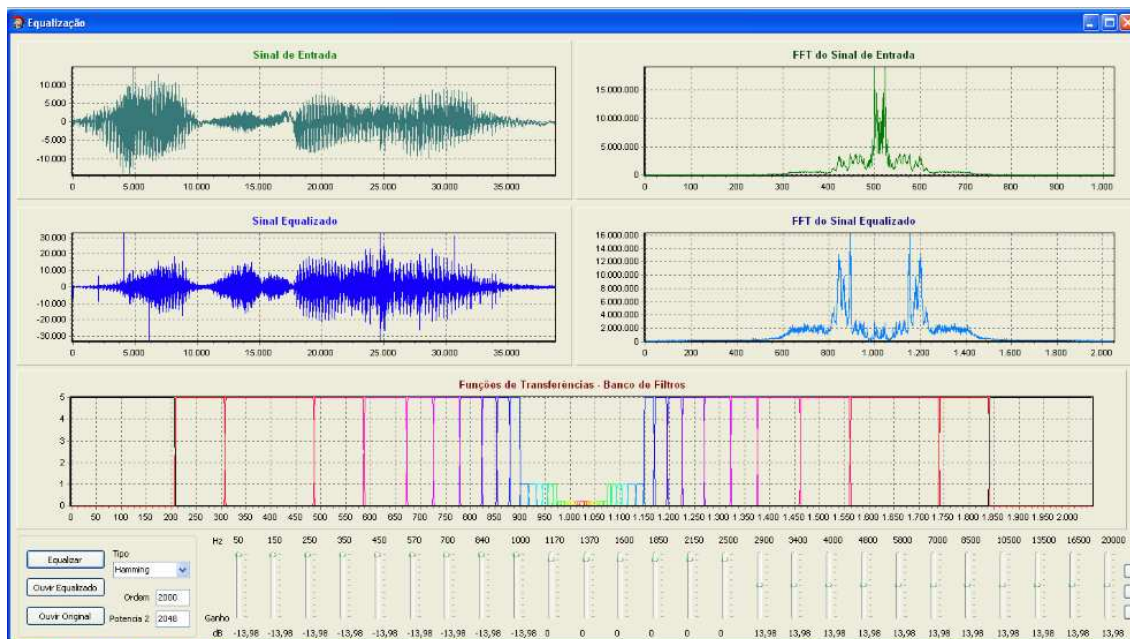 Equalização
Sinal de Entrada
10.000
5.000
0
-5.000
-10.000
0 5.000 10.000 15.000 20.000 25.000 30.000 35.000
FFT do Sinal de Entrada
15.000.000
10.000.000
5.000.000
0
0 100 200 300 400 500 600 700 800 900 1.000
Sinal Equalizado
30.000
20.000
10.000
0
-10.000
-20.000
-30.000
0 5.000 10.000 15.000 20.000 25.000 30.000 35.000
FFT do Sinal Equalizado
16.000.000
14.000.000
12.000.000
10.000.000
8.000.000
6.000.000
4.000.000
2.000.000
0
0 200 400 600 800 1.000 1.200 1.400 1.600 1.800 2.000
Funções de Transferências - Banco de Filtros
5
4
3
2
1
0
0 50 100 150 200 250 300 350 400 450 500 550 600 650 700 750 800 850 900 950 1.000 1.050 1.100 1.150 1.200 1.250 1.300 1.350 1.400 1.450 1.500 1.550 1.600 1.650 1.700 1.750 1.800 1.850 1.900 1.950 2.000
Equalizar
Tipo
Hamming
Ouvir Equalizado
Ordem 2000
Ouvir Original
Potencia 2 2048
Hz 50 150 250 350 450 570 700 840 1000 1170 1370 1600 1850 2150 2500 2900 3400 4000 4800 5800 7000 8500 10500 13500 16500 20000
Ganho
dB -13,98 -13,98 -13,98 -13,98 -13,98 -13,98 -13,98 -13,98 -13,98 0 0 0 0 0 0 13,98 13,98 13,98 13,98 13,98 13,98 13,98 13,98 13,98 13,98 13,98